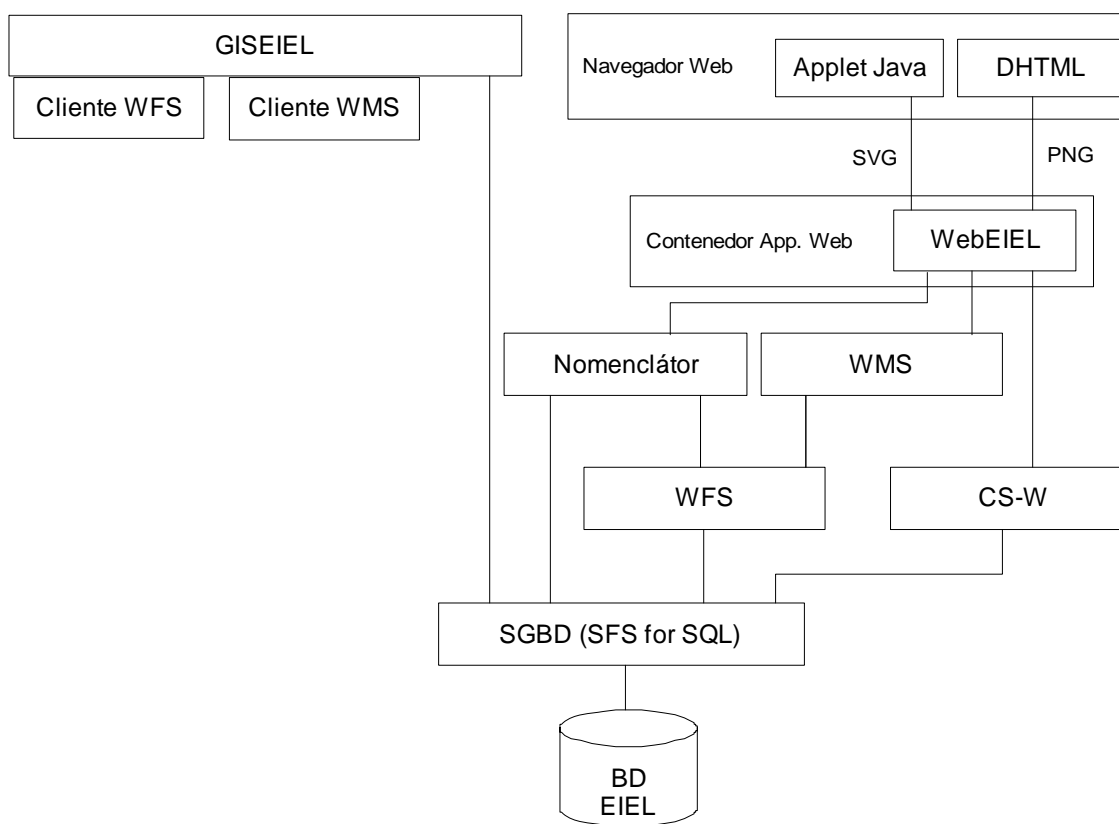 GISEIEL
Cliente WFS
Cliente WMS
Navegador Web
Applet Java
DHTML
SVG
PNG
Contenedor App. Web
WebEIEL
Nomenclátor
WMS
WFS
CS-W
SGBD (SFS for SQL)
BD
EIEL